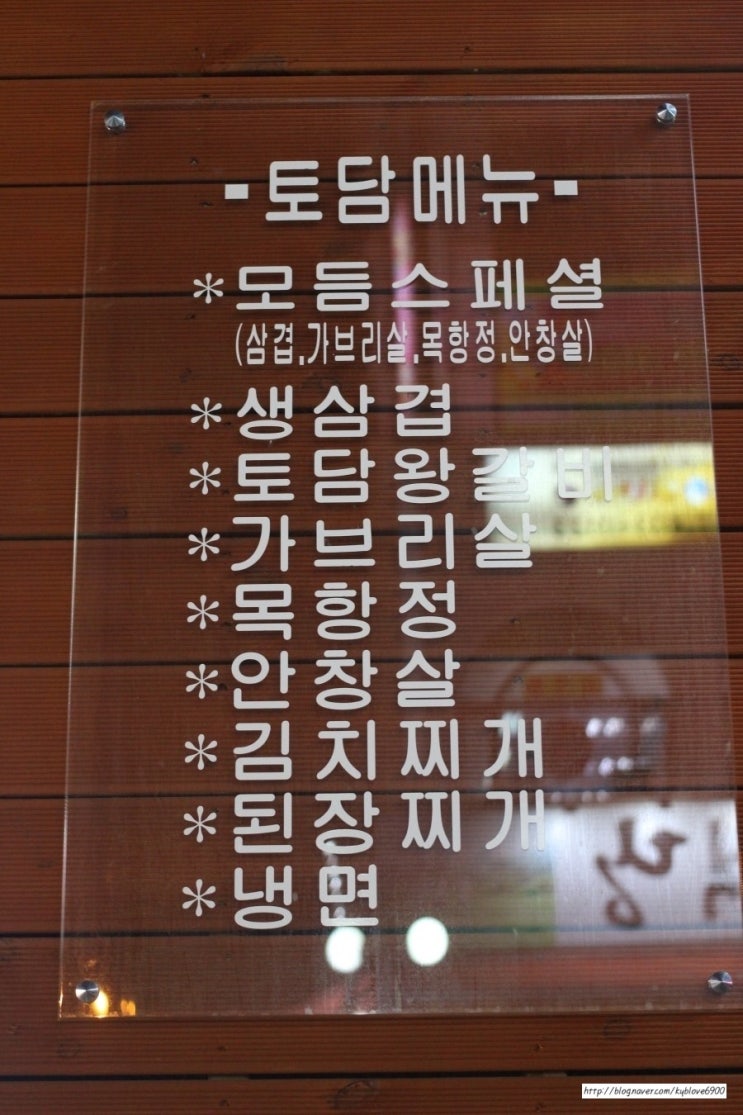 -토담메뉴-
*모듬스페셜
(삼겹,가브리살,목항정,안창살)
*생삼겹
*토담왕갈비
*가브리살
*목항정
*안창살
*김치찌개
*된장찌개
*냉면
http://blog.naver.com/kyblove6900